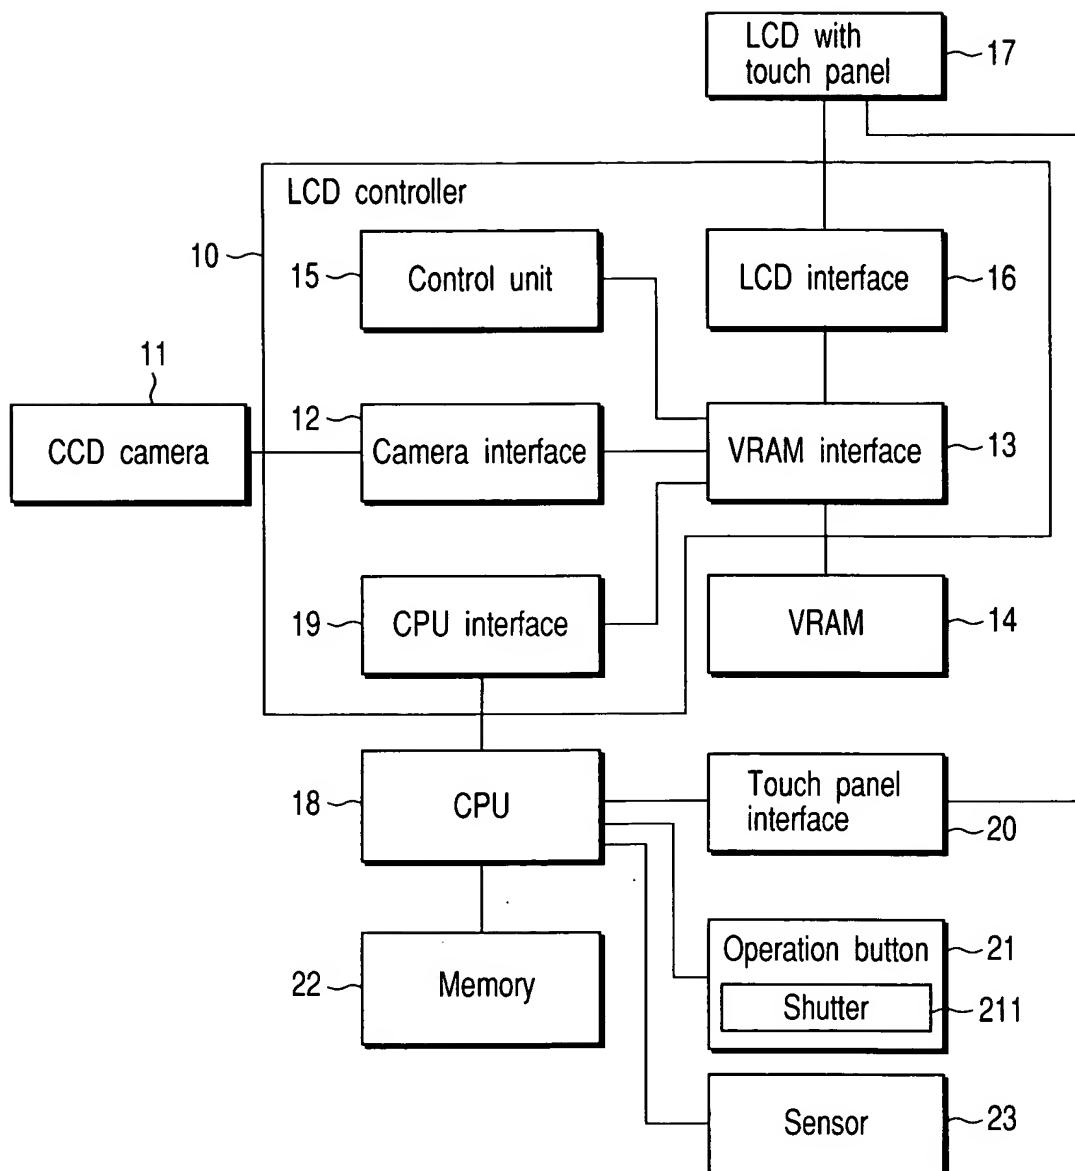 LCD with
touch panel
17
LCD controller
10
15
Control unit
LCD interface
16
11
12
CCD camera
Camera interface
VRAM interface
13
19
CPU interface
VRAM
14
18
CPU
Touch panel
interface
20
22
Memory
Operation button
21
Shutter
211
Sensor
23